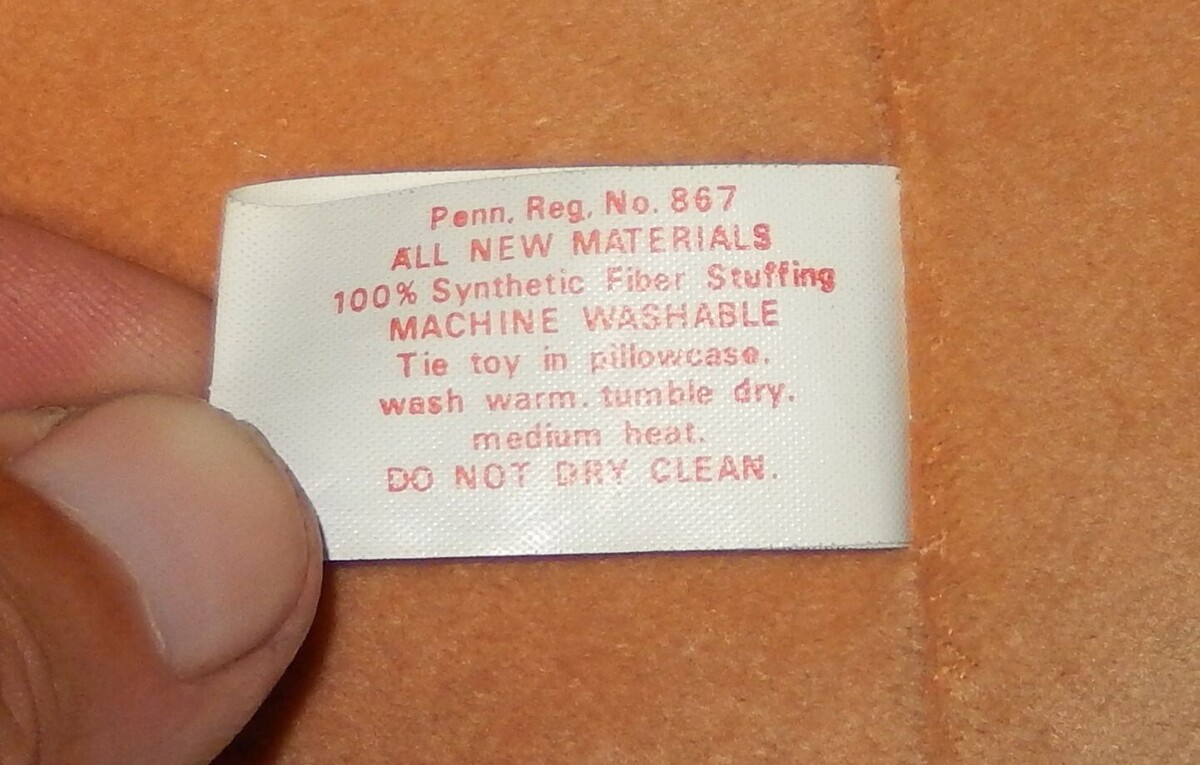 Penn. Reg. No. 867
ALL NEW MATERIALS
100% Synthetic Fiber Stuffing
MACHINE WASHABLE
Tie toy in pillowcase.
wash warm. tumble dry.
medium heat.
DO NOT DRY CLEAN.